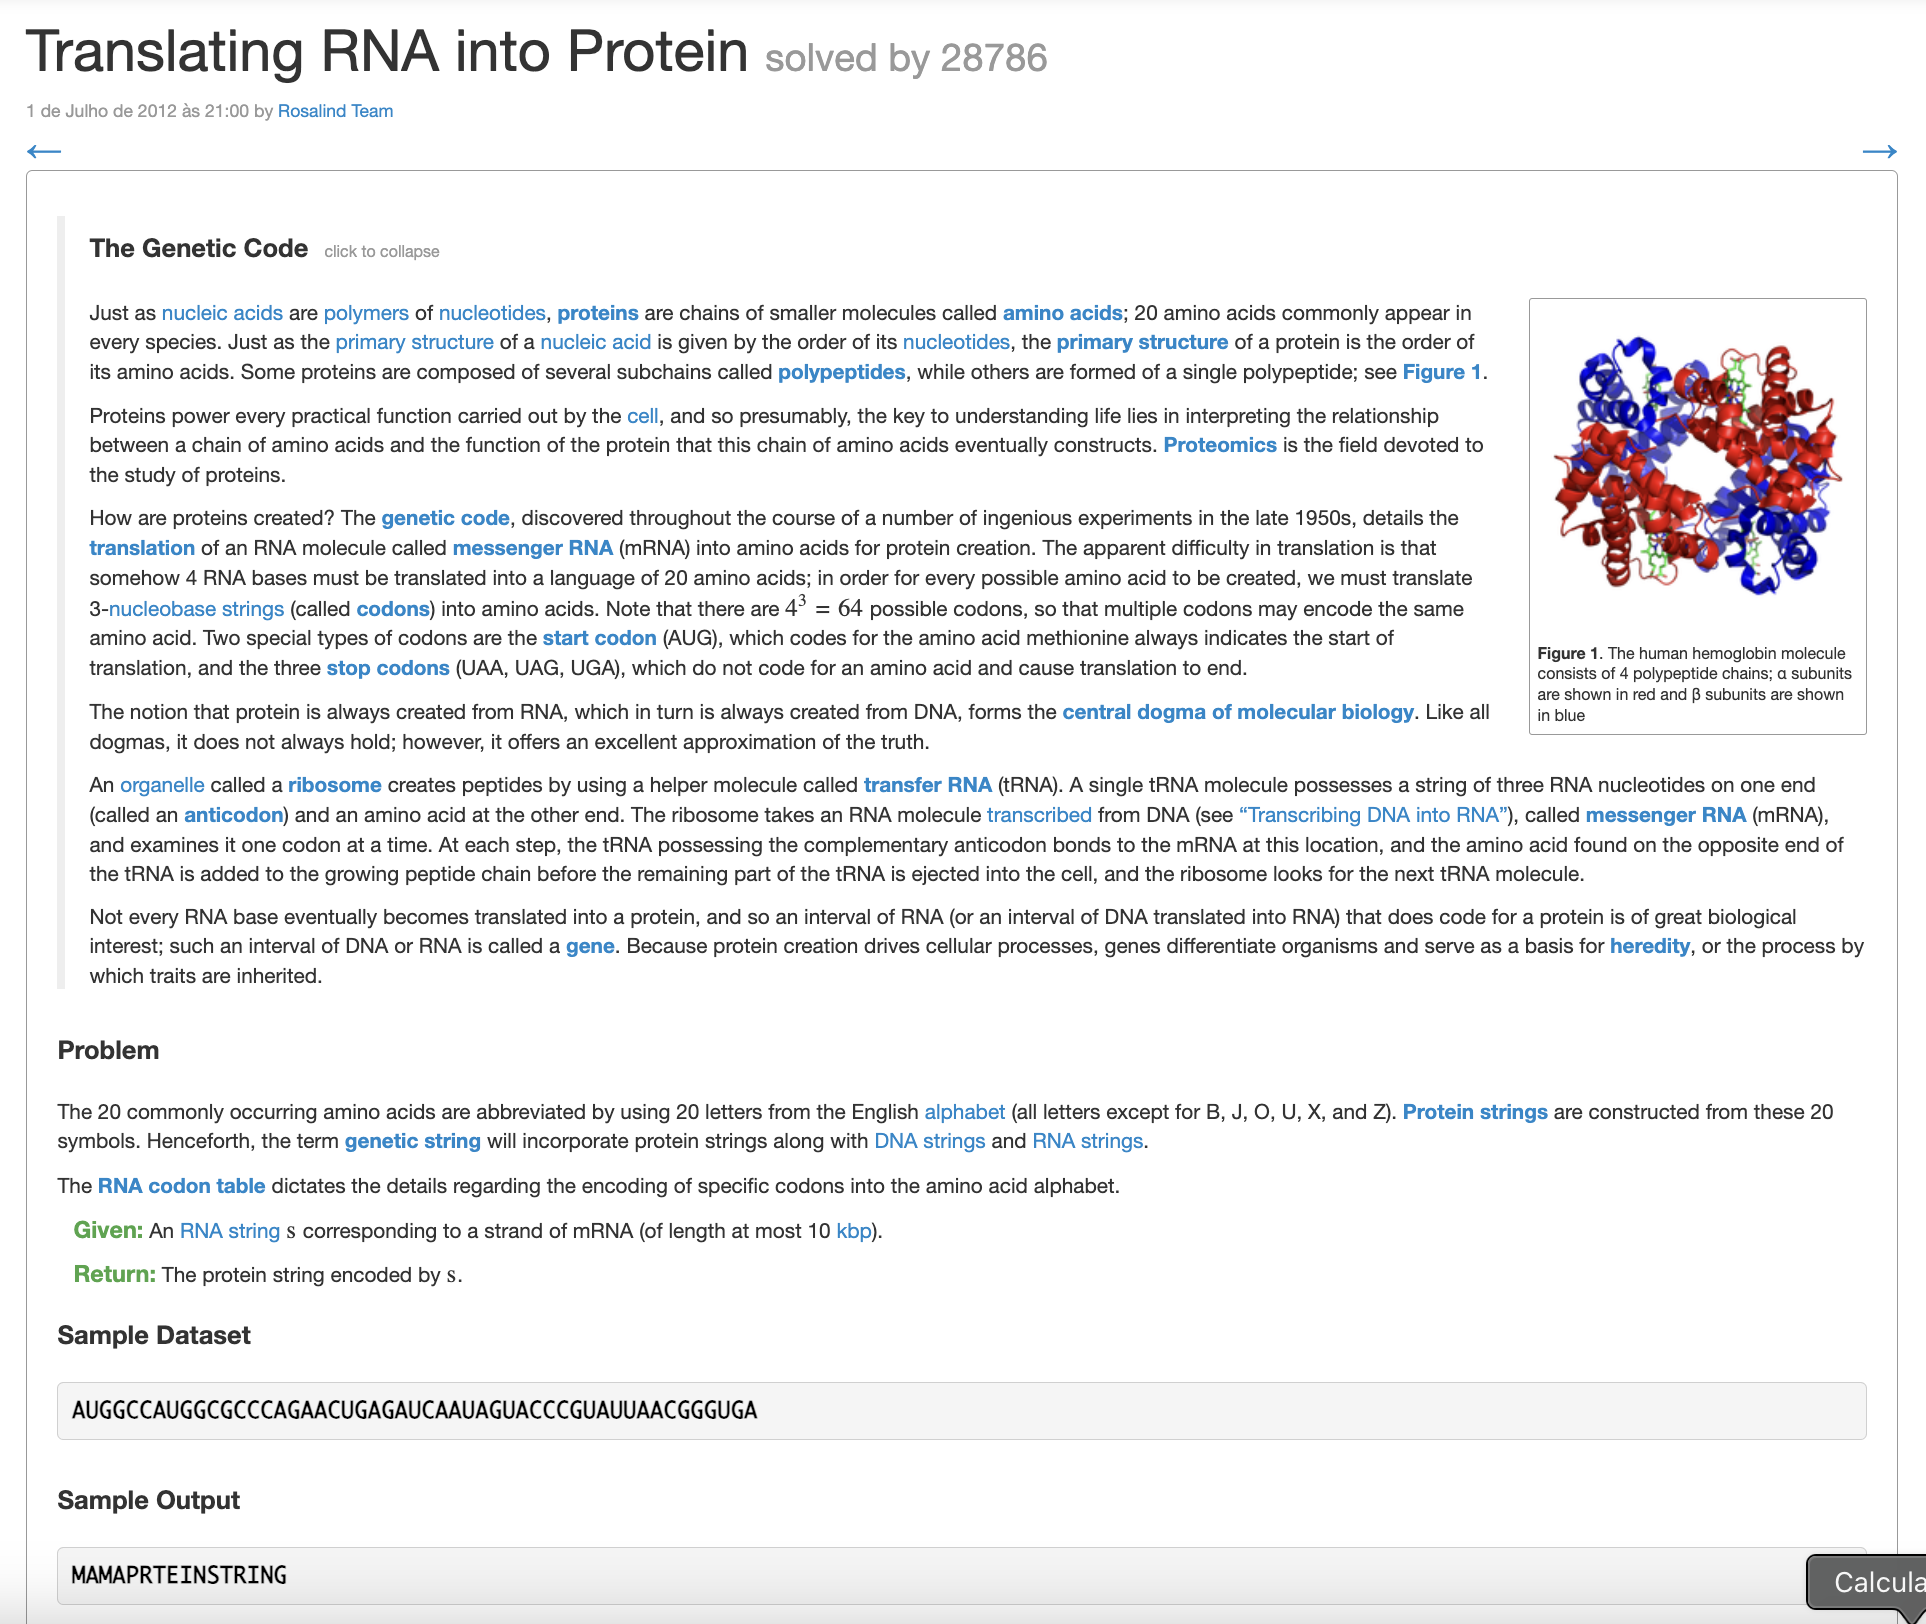 Translating RNA into Protein solved by 28786
1 de Julho de 2012 às 21:00 by Rosalind Team
←
→
The Genetic Code click to collapse
Just as nucleic acids are polymers of nucleotides, proteins are chains of smaller molecules called amino acids; 20 amino acids commonly appear in
every species. Just as the primary structure of a nucleic acid is given by the order of its nucleotides, the primary structure of a protein is the order of
its amino acids. Some proteins are composed of several subchains called polypeptides, while others are formed of a single polypeptide; see Figure 1.
Proteins power every practical function carried out by the cell, and so presumably, the key to understanding life lies in interpreting the relationship
between a chain of amino acids and the function of the protein that this chain of amino acids eventually constructs. Proteomics is the field devoted to
the study of proteins.
How are proteins created? The genetic code, discovered throughout the course of a number of ingenious experiments in the late 1950s, details the
translation of an RNA molecule called messenger RNA (mRNA) into amino acids for protein creation. The apparent difficulty in translation is that
somehow 4 RNA bases must be translated into a language of 20 amino acids; in order for every possible amino acid to be created, we must translate
3-nucleobase strings (called codons) into amino acids. Note that there are 4³ = 64 possible codons, so that multiple codons may encode the same
amino acid. Two special types of codons are the start codon (AUG), which codes for the amino acid methionine always indicates the start of
translation, and the three stop codons (UAA, UAG, UGA), which do not code for an amino acid and cause translation to end.
The notion that protein is always created from RNA, which in turn is always created from DNA, forms the central dogma of molecular biology. Like all
dogmas, it does not always hold; however, it offers an excellent approximation of the truth.
Figure 1. The human hemoglobin molecule
consists of 4 polypeptide chains; α subunits
are shown in red and β subunits are shown
in blue
An organelle called a ribosome creates peptides by using a helper molecule called transfer RNA (tRNA). A single tRNA molecule possesses a string of three RNA nucleotides on one end
(called an anticodon) and an amino acid at the other end. The ribosome takes an RNA molecule transcribed from DNA (see “Transcribing DNA into RNA”), called messenger RNA (mRNA),
and examines it one codon at a time. At each step, the tRNA possessing the complementary anticodon bonds to the mRNA at this location, and the amino acid found on the opposite end of
the tRNA is added to the growing peptide chain before the remaining part of the tRNA is ejected into the cell, and the ribosome looks for the next tRNA molecule.
Not every RNA base eventually becomes translated into a protein, and so an interval of RNA (or an interval of DNA translated into RNA) that does code for a protein is of great biological
interest; such an interval of DNA or RNA is called a gene. Because protein creation drives cellular processes, genes differentiate organisms and serve as a basis for heredity, or the process by
which traits are inherited.
Problem
The 20 commonly occurring amino acids are abbreviated by using 20 letters from the English alphabet (all letters except for B, J, O, U, X, and Z). Protein strings are constructed from these 20
symbols. Henceforth, the term genetic string will incorporate protein strings along with DNA strings and RNA strings.
The RNA codon table dictates the details regarding the encoding of specific codons into the amino acid alphabet.
Given: An RNA string s corresponding to a strand of mRNA (of length at most 10 kbp).
Return: The protein string encoded by s.
Sample Dataset
AUGGCCAUGGCGCCCAGAACUGAGAUCAAUAGUACCCGUAUUAACGGGUGA
Sample Output
MAMAPRTEINSTRING
Calcula